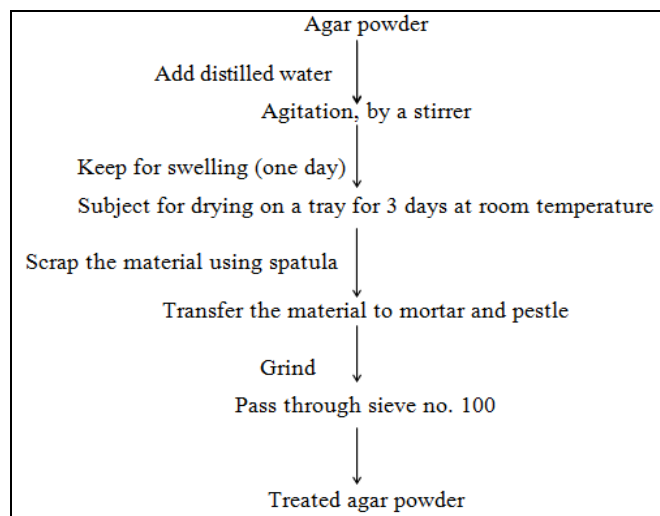 Agar powder
Add distilled water
Agitation, by a stirrer
Keep for swelling (one day)
Subject for drying on a tray for 3 days at room temperature
Scrap the material using spatula
Transfer the material to mortar and pestle
Grind
Pass through sieve no. 100
Treated agar powder